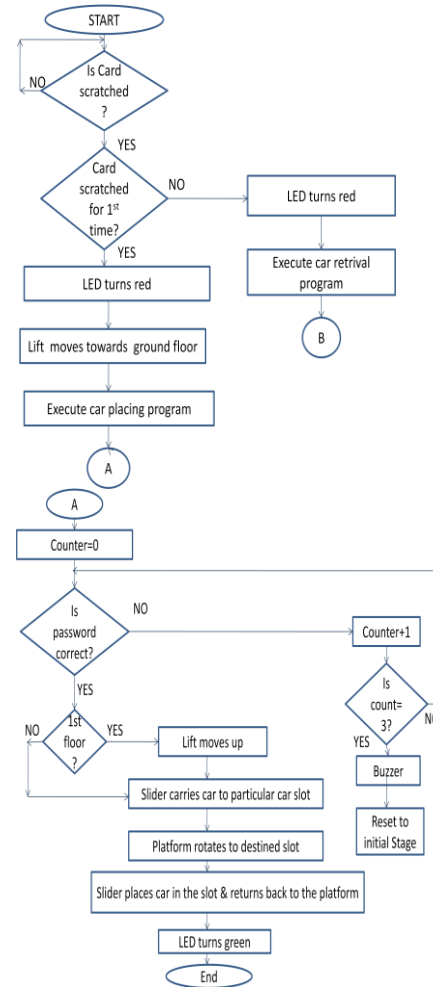 START
Is Card
scratched
?
NO
YES
Card
scratched
for 1st
time?
NO
YES
LED turns red
Execute car retrival
program
B
LED turns red
Lift moves towards ground floor
Execute car placing program
A
A
Counter=0
Is
password
correct?
NO
YES
Counter+1
Is
count=
3?
NO
YES
Buzzer
Reset to
initial Stage
1st
floor
?
NO
YES
Lift moves up
Slider carries car to particular car slot
Platform rotates to destined slot
Slider places car in the slot & returns back to the platform
LED turns green
End